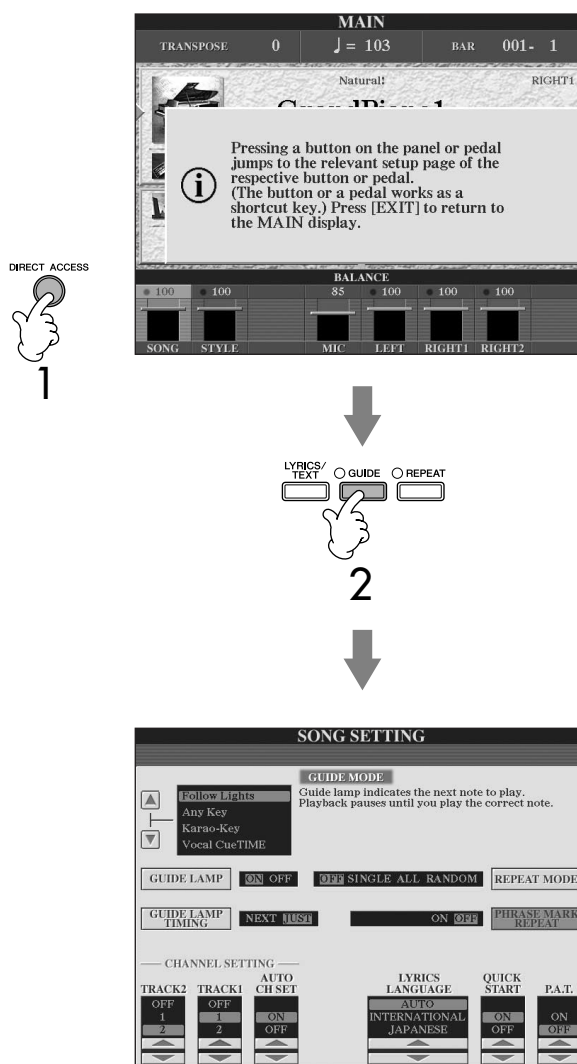 MAIN
TRANSPOSE 0 ♩= 103 BAR 001- 1
Natural! RIGHT1
GrandPiano1
Pressing a button on the panel or pedal
jumps to the relevant setup page of the
respective button or pedal.
(The button or a pedal works as a
shortcut key.) Press [EXIT] to return to
the MAIN display.
DIRECT ACCESS
1
BALANCE
100 100 85 100 100 100
SONG STYLE MIC LEFT RIGHT1 RIGHT2
LYRICS/
TEXT GUIDE REPEAT
2
SONG SETTING
GUIDE MODE
Guide lamp indicates the next note to play.
Playback pauses until you play the correct note.
Follow Lights
Any Key
Karao-Key
Vocal CueTIME
GUIDE LAMP ON OFF OFF SINGLE ALL RANDOM REPEAT MODE
GUIDE LAMP
TIMING NEXT JUST ON OFF PHRASE MARK
REPEAT
CHANNEL SETTING
TRACK2 TRACK1 AUTO
CH SET LYRICS
LANGUAGE QUICK
START P.A.T.
OFF OFF AUTO
1 1 ON INTERNATIONAL ON ON
2 2 OFF JAPANESE OFF OFF